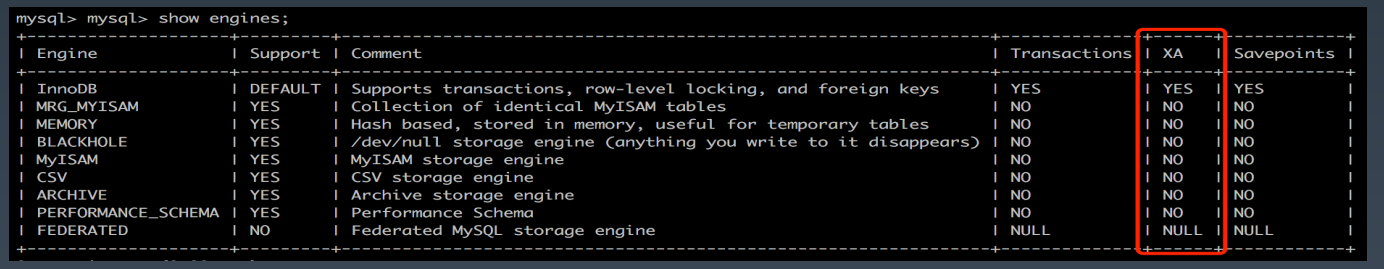 mysql> mysql> show engines;
+--------------------+---------+----------------------------------------------------------------+--------------+------+------------+
| Engine             | Support | Comment                                                        | Transactions | XA   | Savepoints |
+--------------------+---------+----------------------------------------------------------------+--------------+------+------------+
| InnoDB             | DEFAULT | Supports transactions, row-level locking, and foreign keys     | YES          | YES  | YES        |
| MRG_MYISAM         | YES     | Collection of identical MyISAM tables                          | NO           | NO   | NO         |
| MEMORY             | YES     | Hash based, stored in memory, useful for temporary tables      | NO           | NO   | NO         |
| BLACKHOLE          | YES     | /dev/null storage engine (anything you write to it disappears) | NO           | NO   | NO         |
| MyISAM             | YES     | MyISAM storage engine                                          | NO           | NO   | NO         |
| CSV                | YES     | CSV storage engine                                             | NO           | NO   | NO         |
| ARCHIVE            | YES     | Archive storage engine                                         | NO           | NO   | NO         |
| PERFORMANCE_SCHEMA | YES     | Performance Schema                                             | NO           | NO   | NO         |
| FEDERATED          | NO      | Federated MySQL storage engine                                 | NULL         | NULL | NULL       |
+--------------------+---------+----------------------------------------------------------------+--------------+------+------------+